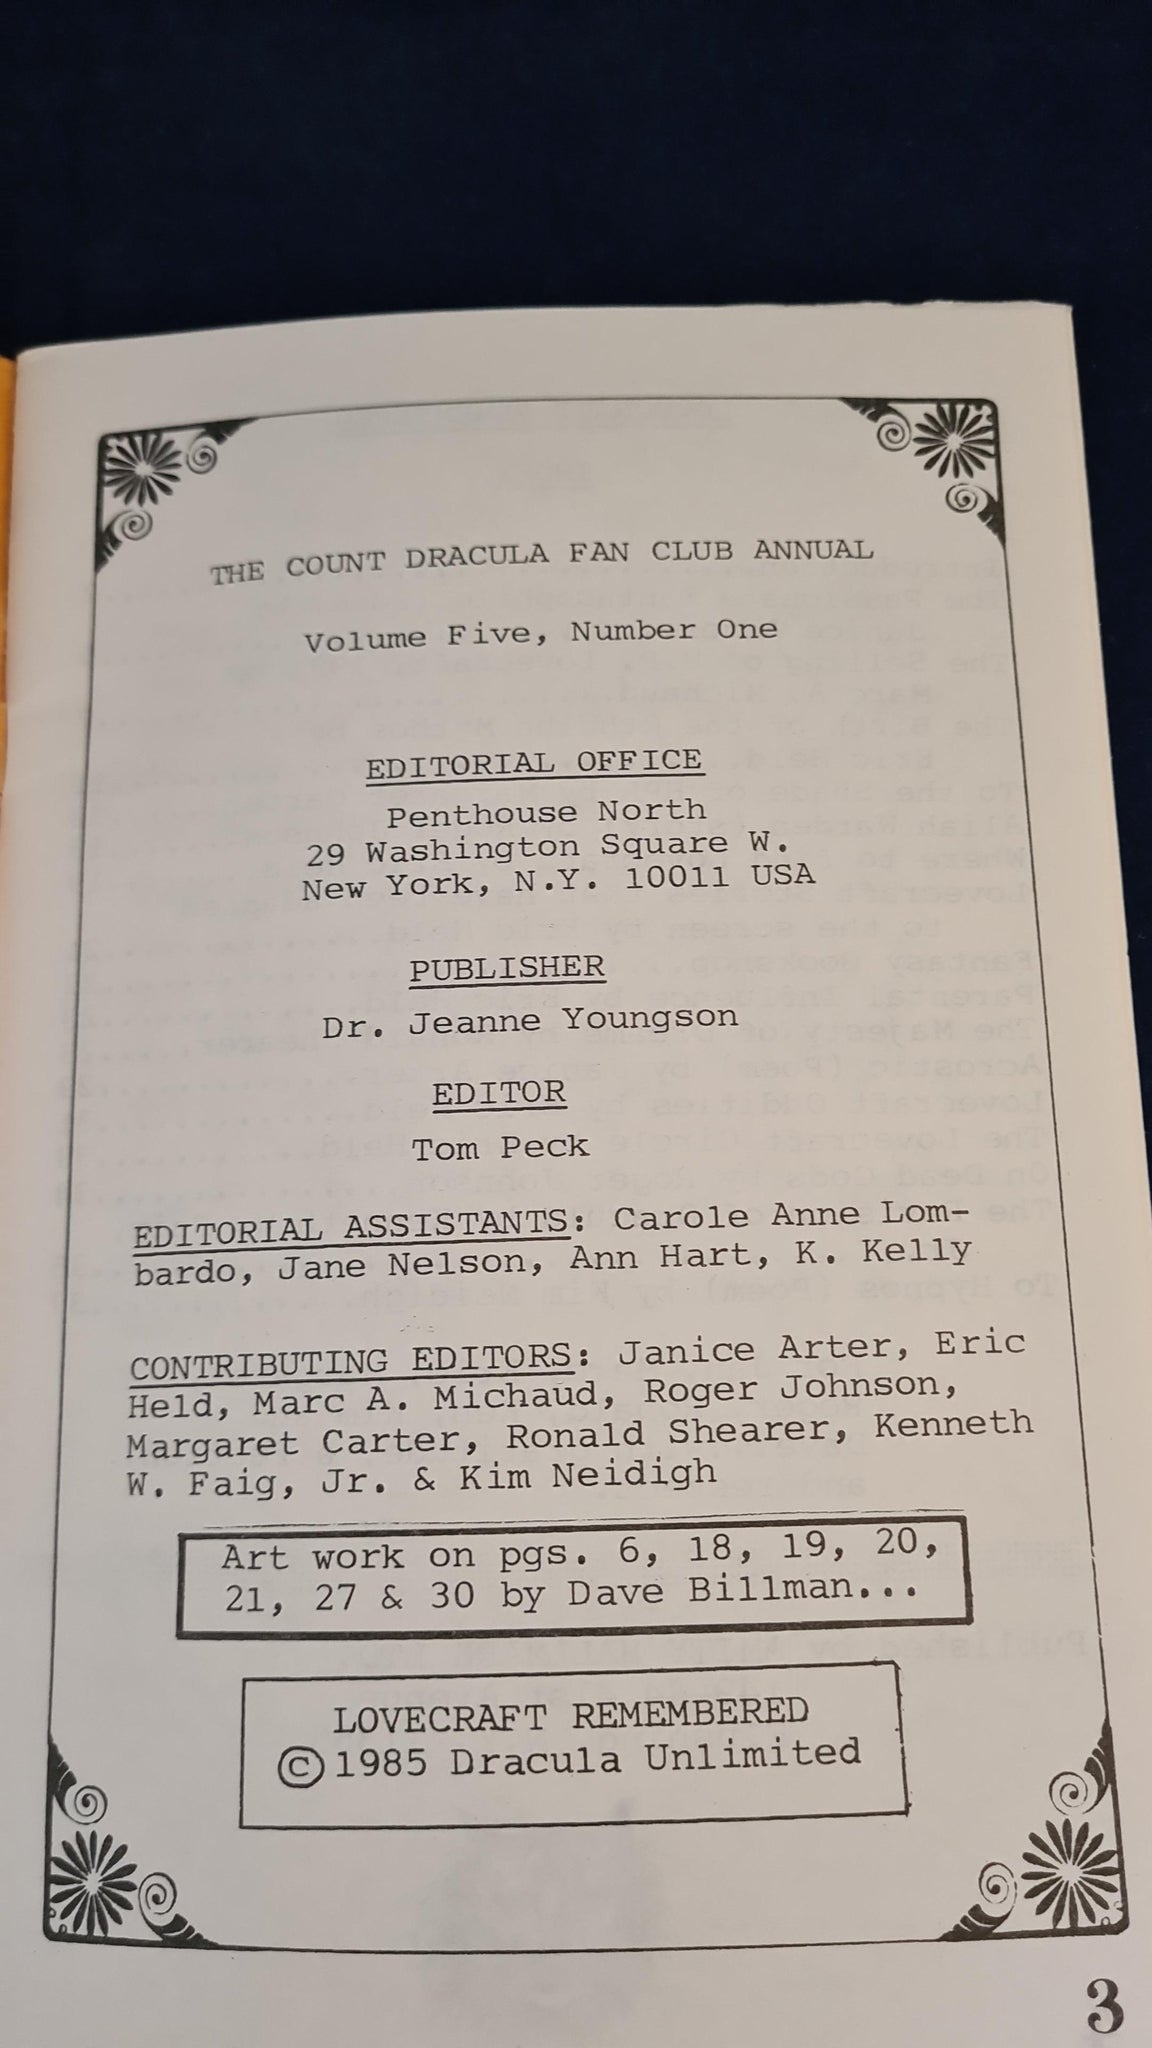 THE COUNT DRACULA FAN CLUB ANNUAL
Volume Five, Number One
EDITORIAL OFFICE
Penthouse North
29 Washington Square W.
New York, N.Y. 10011 USA
PUBLISHER
Dr. Jeanne Youngson
EDITOR
Tom Peck
EDITORIAL ASSISTANTS: Carole Anne Lom-
bardo, Jane Nelson, Ann Hart, K. Kelly
CONTRIBUTING EDITORS: Janice Arter, Eric
Held, Marc A. Michaud, Roger Johnson,
Margaret Carter, Ronald Shearer, Kenneth
W. Faig, Jr. & Kim Neidigh
Art work on pgs. 6, 18, 19, 20,
21, 27 & 30 by Dave Billman...
LOVECRAFT REMEMBERED
© 1985 Dracula Unlimited
3